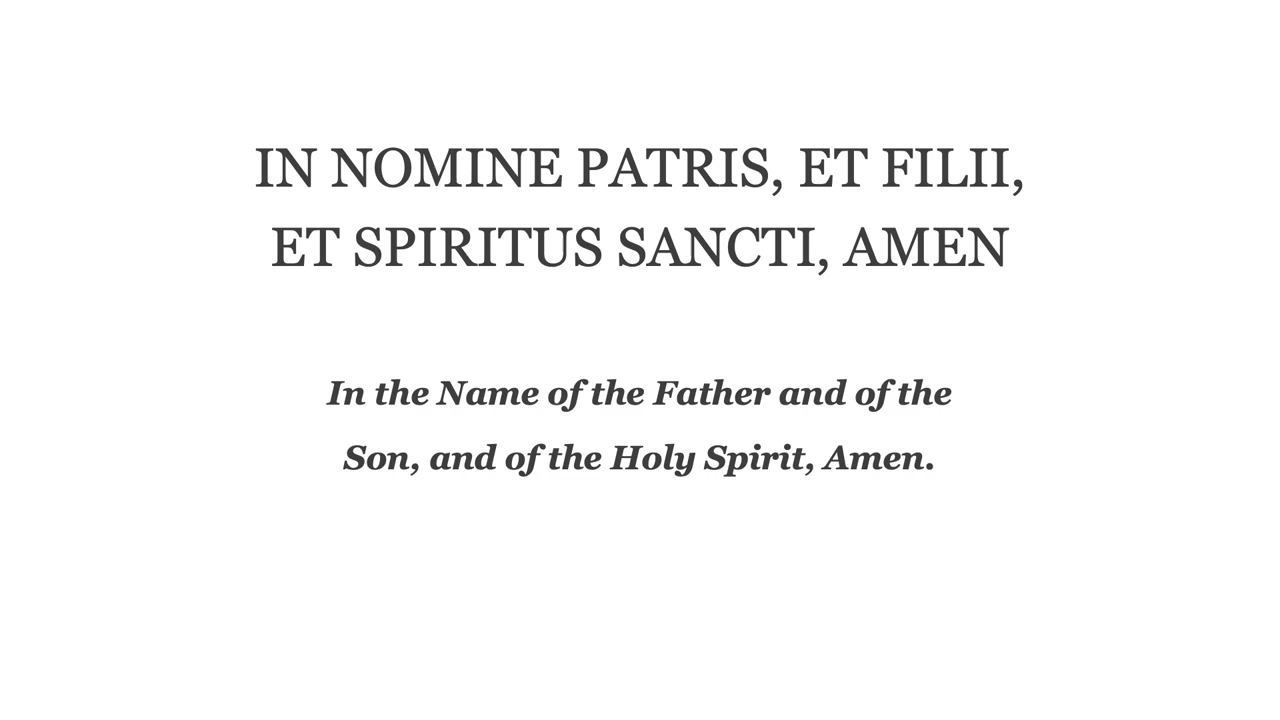 IN NOMINE PATRIS, ET FILII,
ET SPIRITUS SANCTI, AMEN
In the Name of the Father and of the
Son, and of the Holy Spirit, Amen.